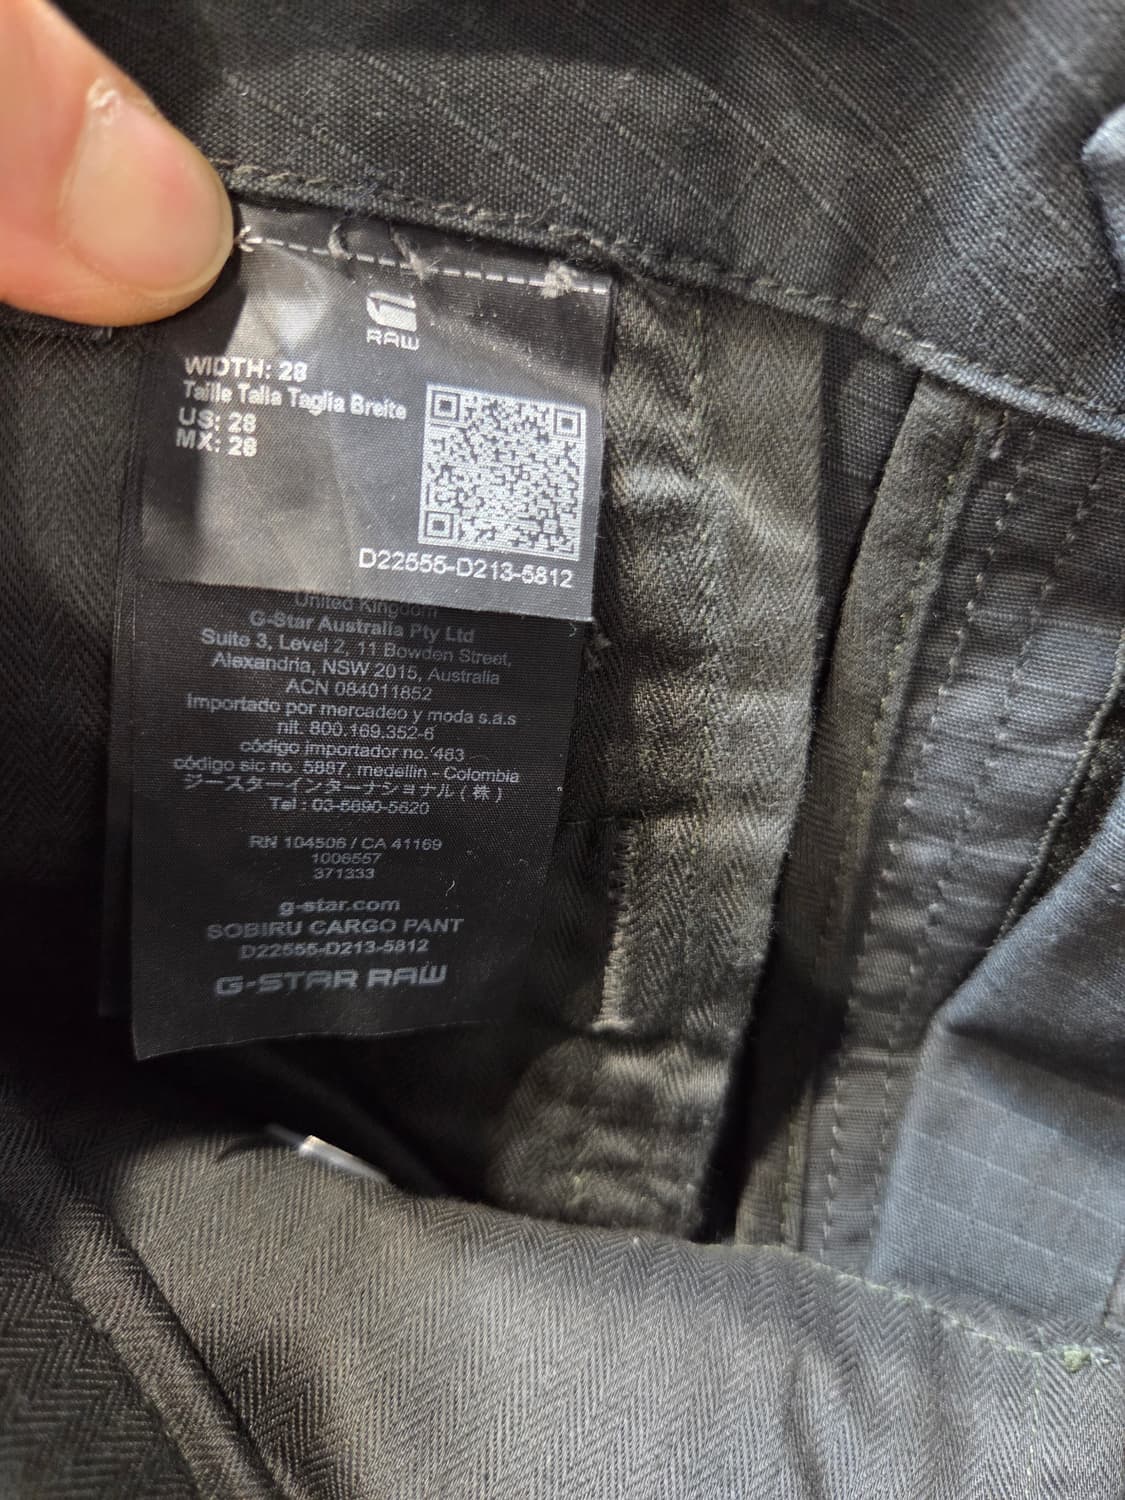 RAW
WIDTH: 28
Taille Talla Taglia Breite
US: 28
MX: 28
D22555-D213-5812
United Kingdom
G-Star Australia Pty Ltd
Suite 3, Level 2, 11 Bowden Street,
Alexandria, NSW 2015, Australia
ACN 084011852
Importado por mercadeo y moda s.a.s
nit. 800.169.352-6
código importador no. 463
código sic no. 5887, medellin - Colombia
ジースターインターナショナル(株)
Tel : 03-6890-5620
RN 104506 / CA 41169
1006557
371333
g-star.com
SOBIRU CARGO PANT
D22555-D213-5812
G-STAR RAW